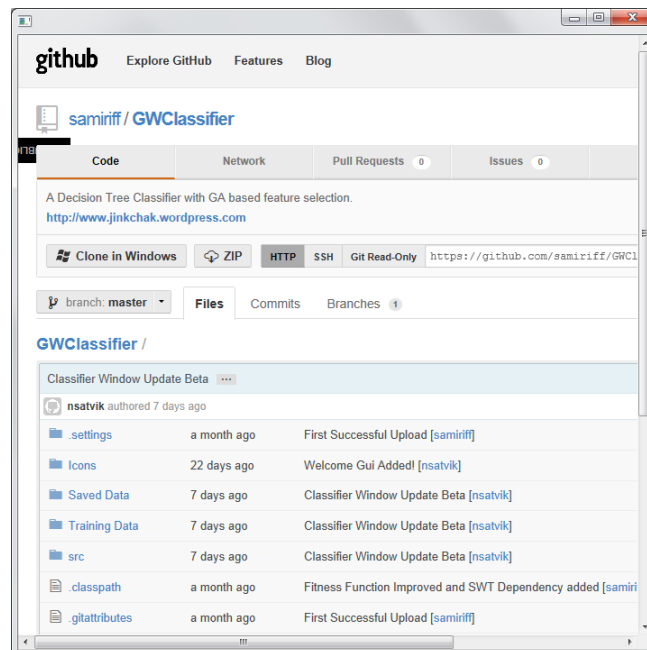 github Explore GitHub Features Blog
samiriff / GWClassifier
Code Network Pull Requests 0 Issues 0
A Decision Tree Classifier with GA based feature selection.
http://www.jinkchak.wordpress.com
Clone in Windows ZIP HTTP SSH Git Read-Only https://github.com/samiriff/GWCl
branch: master Files Commits Branches 1
GWClassifier /
Classifier Window Update Beta ...
nsatvik authored 7 days ago
.settings a month ago First Successful Upload [samiriff]
Icons 22 days ago Welcome Gui Added! [nsatvik]
Saved Data 7 days ago Classifier Window Update Beta [nsatvik]
Training Data 7 days ago Classifier Window Update Beta [nsatvik]
src 7 days ago Classifier Window Update Beta [nsatvik]
.classpath a month ago Fitness Function Improved and SWT Dependency added [samiri
.gitattributes a month ago First Successful Upload [samiriff]